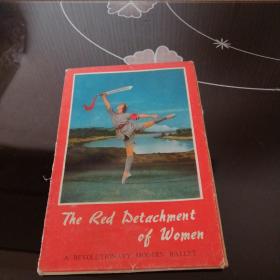 The Red Detachment
of Women
A REVOLUTIONARY MODERN BALLET